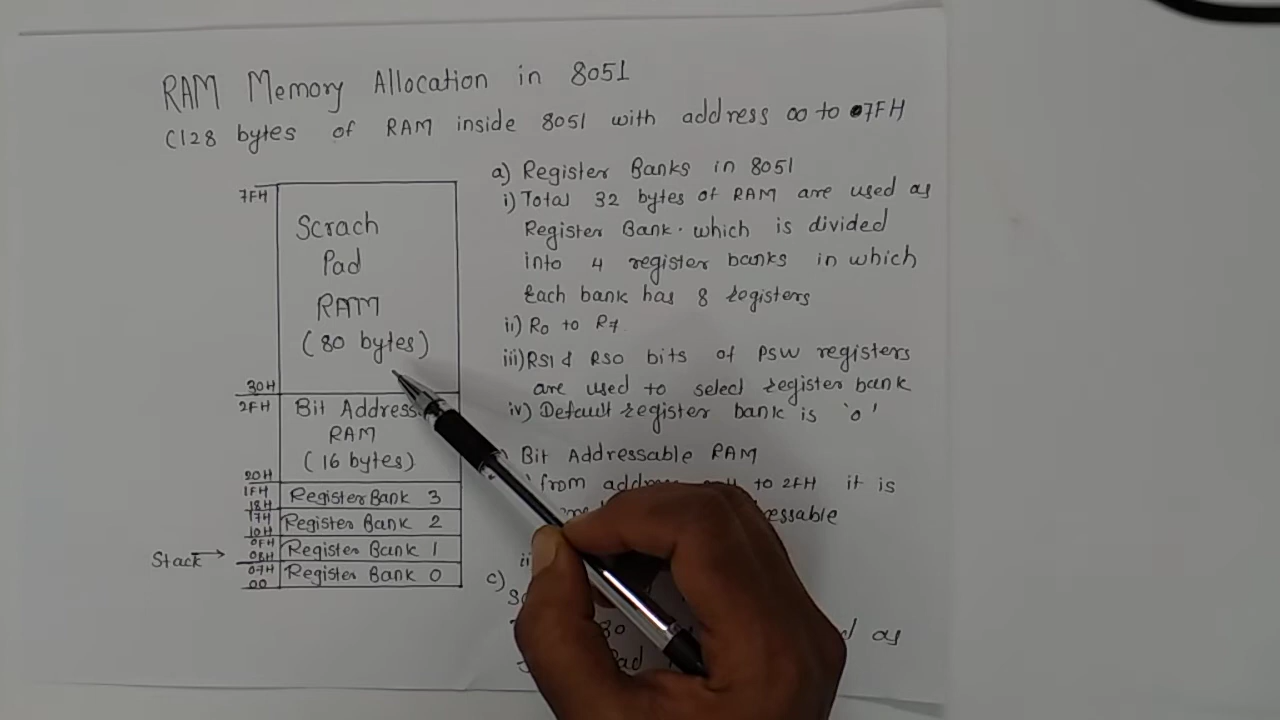 RAM Memory Allocation in 8051
(128 bytes of RAM inside 8051 with address 00 to 07FH
7FH
Scrach
Pad
RAM
(80 bytes)
30H
2FH
Bit Address
RAM
(16 bytes)
20H
1FH
Register Bank 3
18H
17H
Register Bank 2
10H
0FH
Register Bank 1
08H
Stack
07H
Register Bank 0
00
a) Register Banks in 8051
i) Total 32 bytes of RAM are used as
Register Bank. which is divided
into 4 register banks in which
Each bank has 8 registers
ii) R0 to R7
iii) RS1 & RS0 bits of PSW registers
are used to select register bank
iv) Default register bank is '0'
Bit Addressable RAM
from to 2FH it is
c)
80 as
Pad